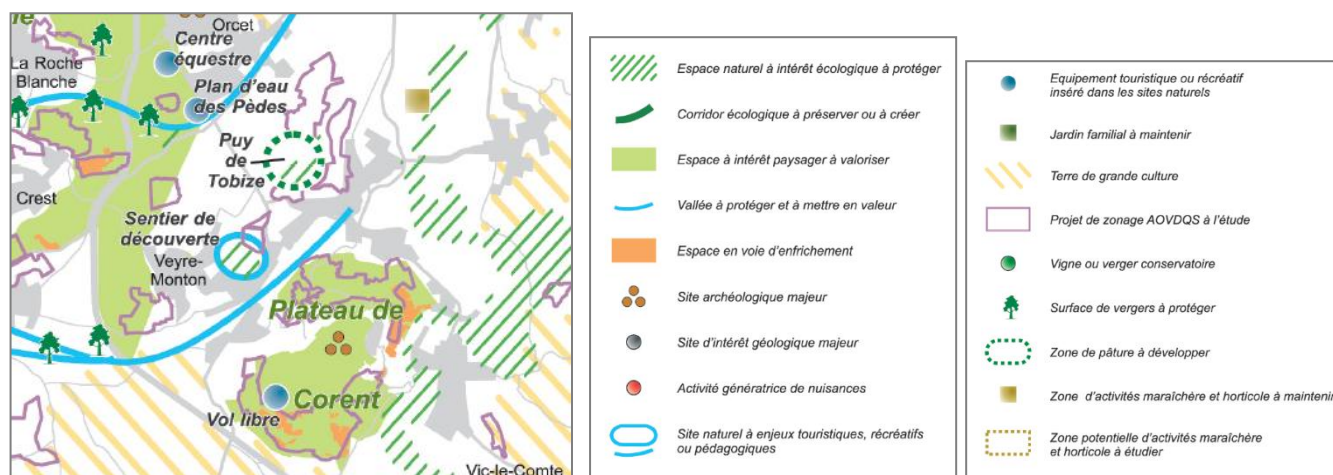 Orcet
Centre
équestre
La Roche
Blanche
Plan d'eau
des Pèdes
Puy
de
Tobize
Crest
Sentier de
découverte
Veyre-
Monton
Plateau de
Corent
Vol libre
Vic-le-Comte
Espace naturel à intérêt écologique à protéger
Corridor écologique à préserver ou à créer
Espace à intérêt paysager à valoriser
Vallée à protéger et à mettre en valeur
Espace en voie d'enfrichement
Site archéologique majeur
Site d'intérêt géologique majeur
Activité génératrice de nuisances
Site naturel à enjeux touristiques, récréatifs
ou pédagogiques
Equipement touristique ou récréatif
inséré dans les sites naturels
Jardin familial à maintenir
Terre de grande culture
Projet de zonage AOVDQS à l'étude
Vigne ou verger conservatoire
Surface de vergers à protéger
Zone de pâture à développer
Zone d'activités maraîchère et horticole à maintenir
Zone potentielle d'activités maraîchère
et horticole à étudier